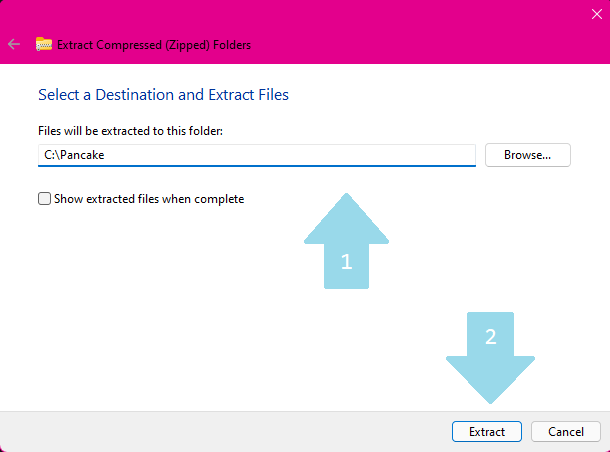 Extract Compressed (Zipped) Folders
Select a Destination and Extract Files
Files will be extracted to this folder:
C:\Pancake
Browse...
Show extracted files when complete
1
2
Extract
Cancel